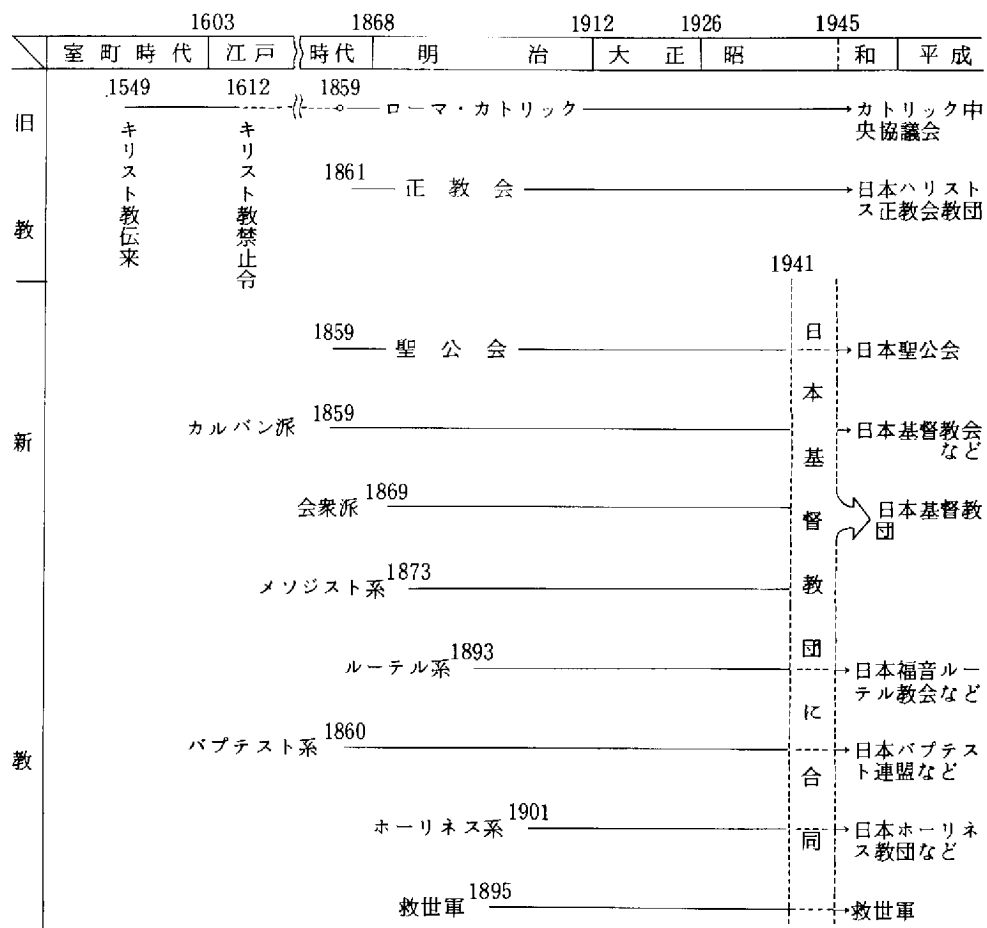 1603 1868 1912 1926 1945
室町時代 江戸 時代 明治 大正 昭和 平成
旧教
1549 1612 1859 ローマ・カトリック カトリック中
央協議会
キリスト教伝来
キリスト教禁止令
1861 正教会 日本ハリスト
ス正教会教団
1941
日本基督教団に合同
新教
1859 聖公会 日本聖公会
カルバン派 1859 日本基督教会
など
会衆派 1869 日本基督教
団
メソジスト系 1873
ルーテル系 1893 日本福音ルー
テル教会など
バプテスト系 1860 日本バプテス
ト連盟など
ホーリネス系 1901 日本ホーリネ
ス教団など
救世軍 1895 救世軍